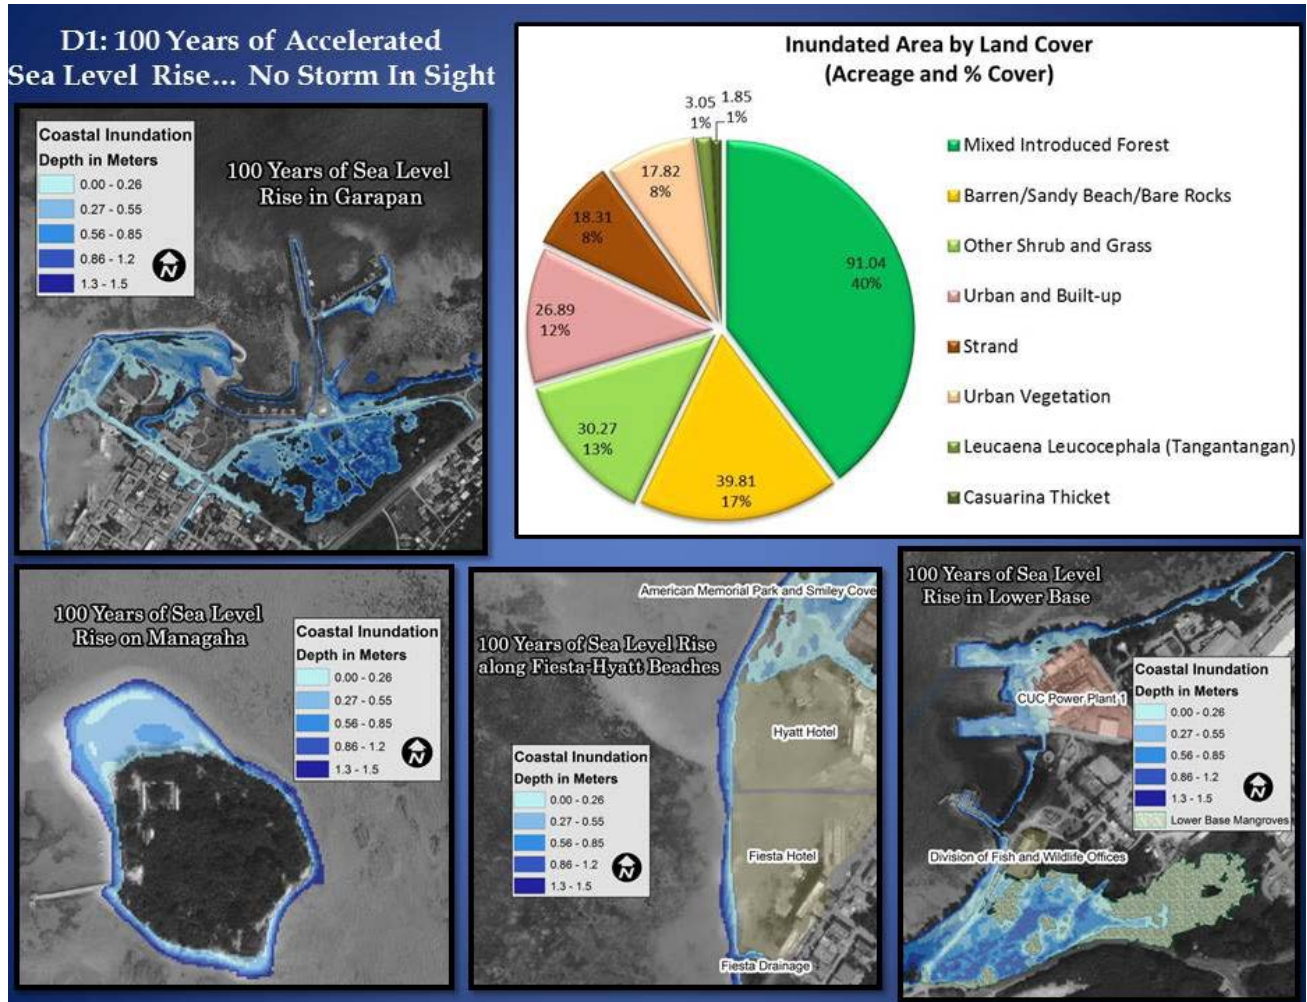 D1: 100 Years of Accelerated
Sea Level Rise... No Storm In Sight
Coastal Inundation
Depth in Meters
0.00 - 0.26
0.27 - 0.55
0.56 - 0.85
0.86 - 1.2
1.3 - 1.5
N
100 Years of Sea Level
Rise in Garapan
Inundated Area by Land Cover
(Acreage and % Cover)
3.05
1%
1.85
1%
17.82
8%
18.31
8%
26.89
12%
30.27
13%
39.81
17%
91.04
40%
Mixed Introduced Forest
Barren/Sandy Beach/Bare Rocks
Other Shrub and Grass
Urban and Built-up
Strand
Urban Vegetation
Leucaena Leucocephala (Tangantangan)
Casuarina Thicket
100 Years of Sea Level
Rise on Managaha
Coastal Inundation
Depth in Meters
0.00 - 0.26
0.27 - 0.55
0.56 - 0.85
0.86 - 1.2
1.3 - 1.5
N
American Memorial Park and Smiley Cove
100 Years of Sea Level Rise
along Fiesta-Hyatt Beaches
Hyatt Hotel
Coastal Inundation
Depth in Meters
0.00 - 0.26
0.27 - 0.55
0.56 - 0.85
0.86 - 1.2
1.3 - 1.5
N
Fiesta Hotel
Fiesta Drainage
100 Years of Sea Level
Rise in Lower Base
CUC Power Plant 1
Coastal Inundation
Depth in Meters
0.00 - 0.26
0.27 - 0.55
0.56 - 0.85
0.86 - 1.2
1.3 - 1.5
Lower Base Mangroves
N
Division of Fish and Wildlife Offices